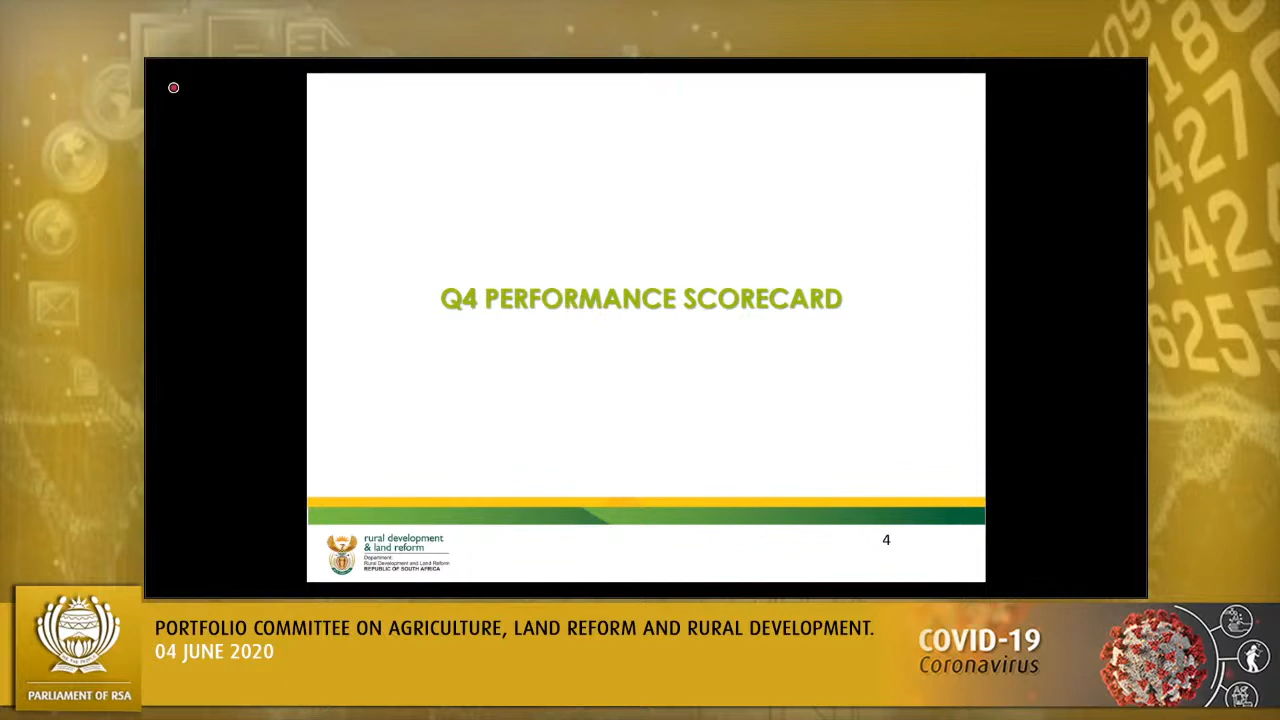 Q4 PERFORMANCE SCORECARD
rural development
& land reform
Department:
Rural Development and Land Reform
REPUBLIC OF SOUTH AFRICA
4
PORTFOLIO COMMITTEE ON AGRICULTURE, LAND REFORM AND RURAL DEVELOPMENT.
04 JUNE 2020
PARLIAMENT OF RSA
COVID-19
Coronavirus